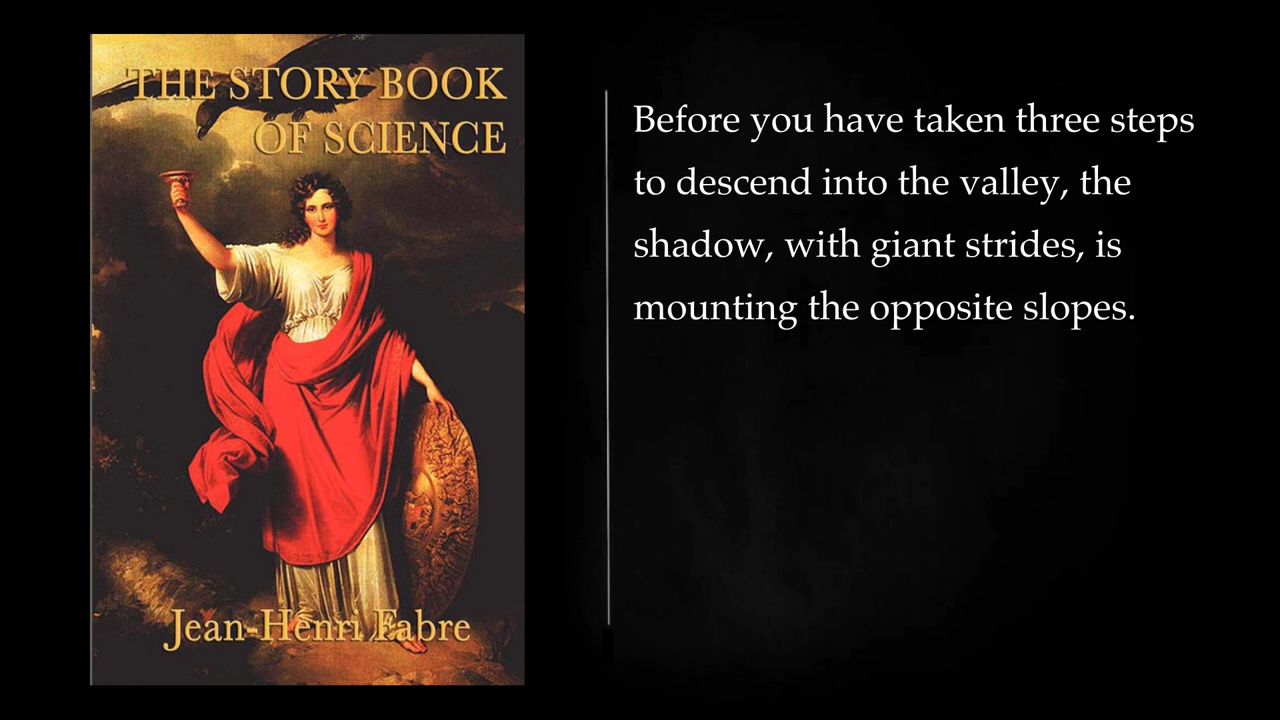 THE STORY BOOK
OF SCIENCE
Jean-Henri Fabre
Before you have taken three steps
to descend into the valley, the
shadow, with giant strides, is
mounting the opposite slopes.